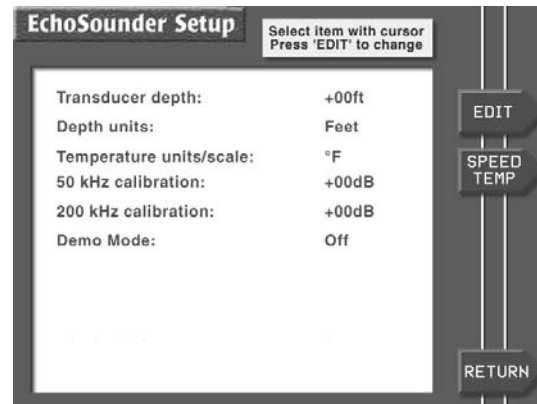 EchoSounder Setup
Select item with cursor
Press 'EDIT' to change
Transducer depth: +00ft
Depth units: Feet
Temperature units/scale: °F
50 kHz calibration: +00dB
200 kHz calibration: +00dB
Demo Mode: Off
EDIT
SPEED
TEMP
RETURN